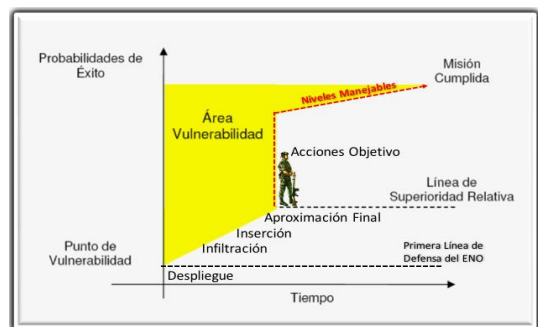 Probabilidades de
Éxito
Misión
Cumplida
Niveles Manejables
Área
Vulnerabilidad
Acciones Objetivo
Línea de
Superioridad Relativa
Aproximación Final
Inserción
Infiltración
Punto de
Vulnerabilidad
Primera Línea de
Defensa del ENO
Despliegue
Tiempo